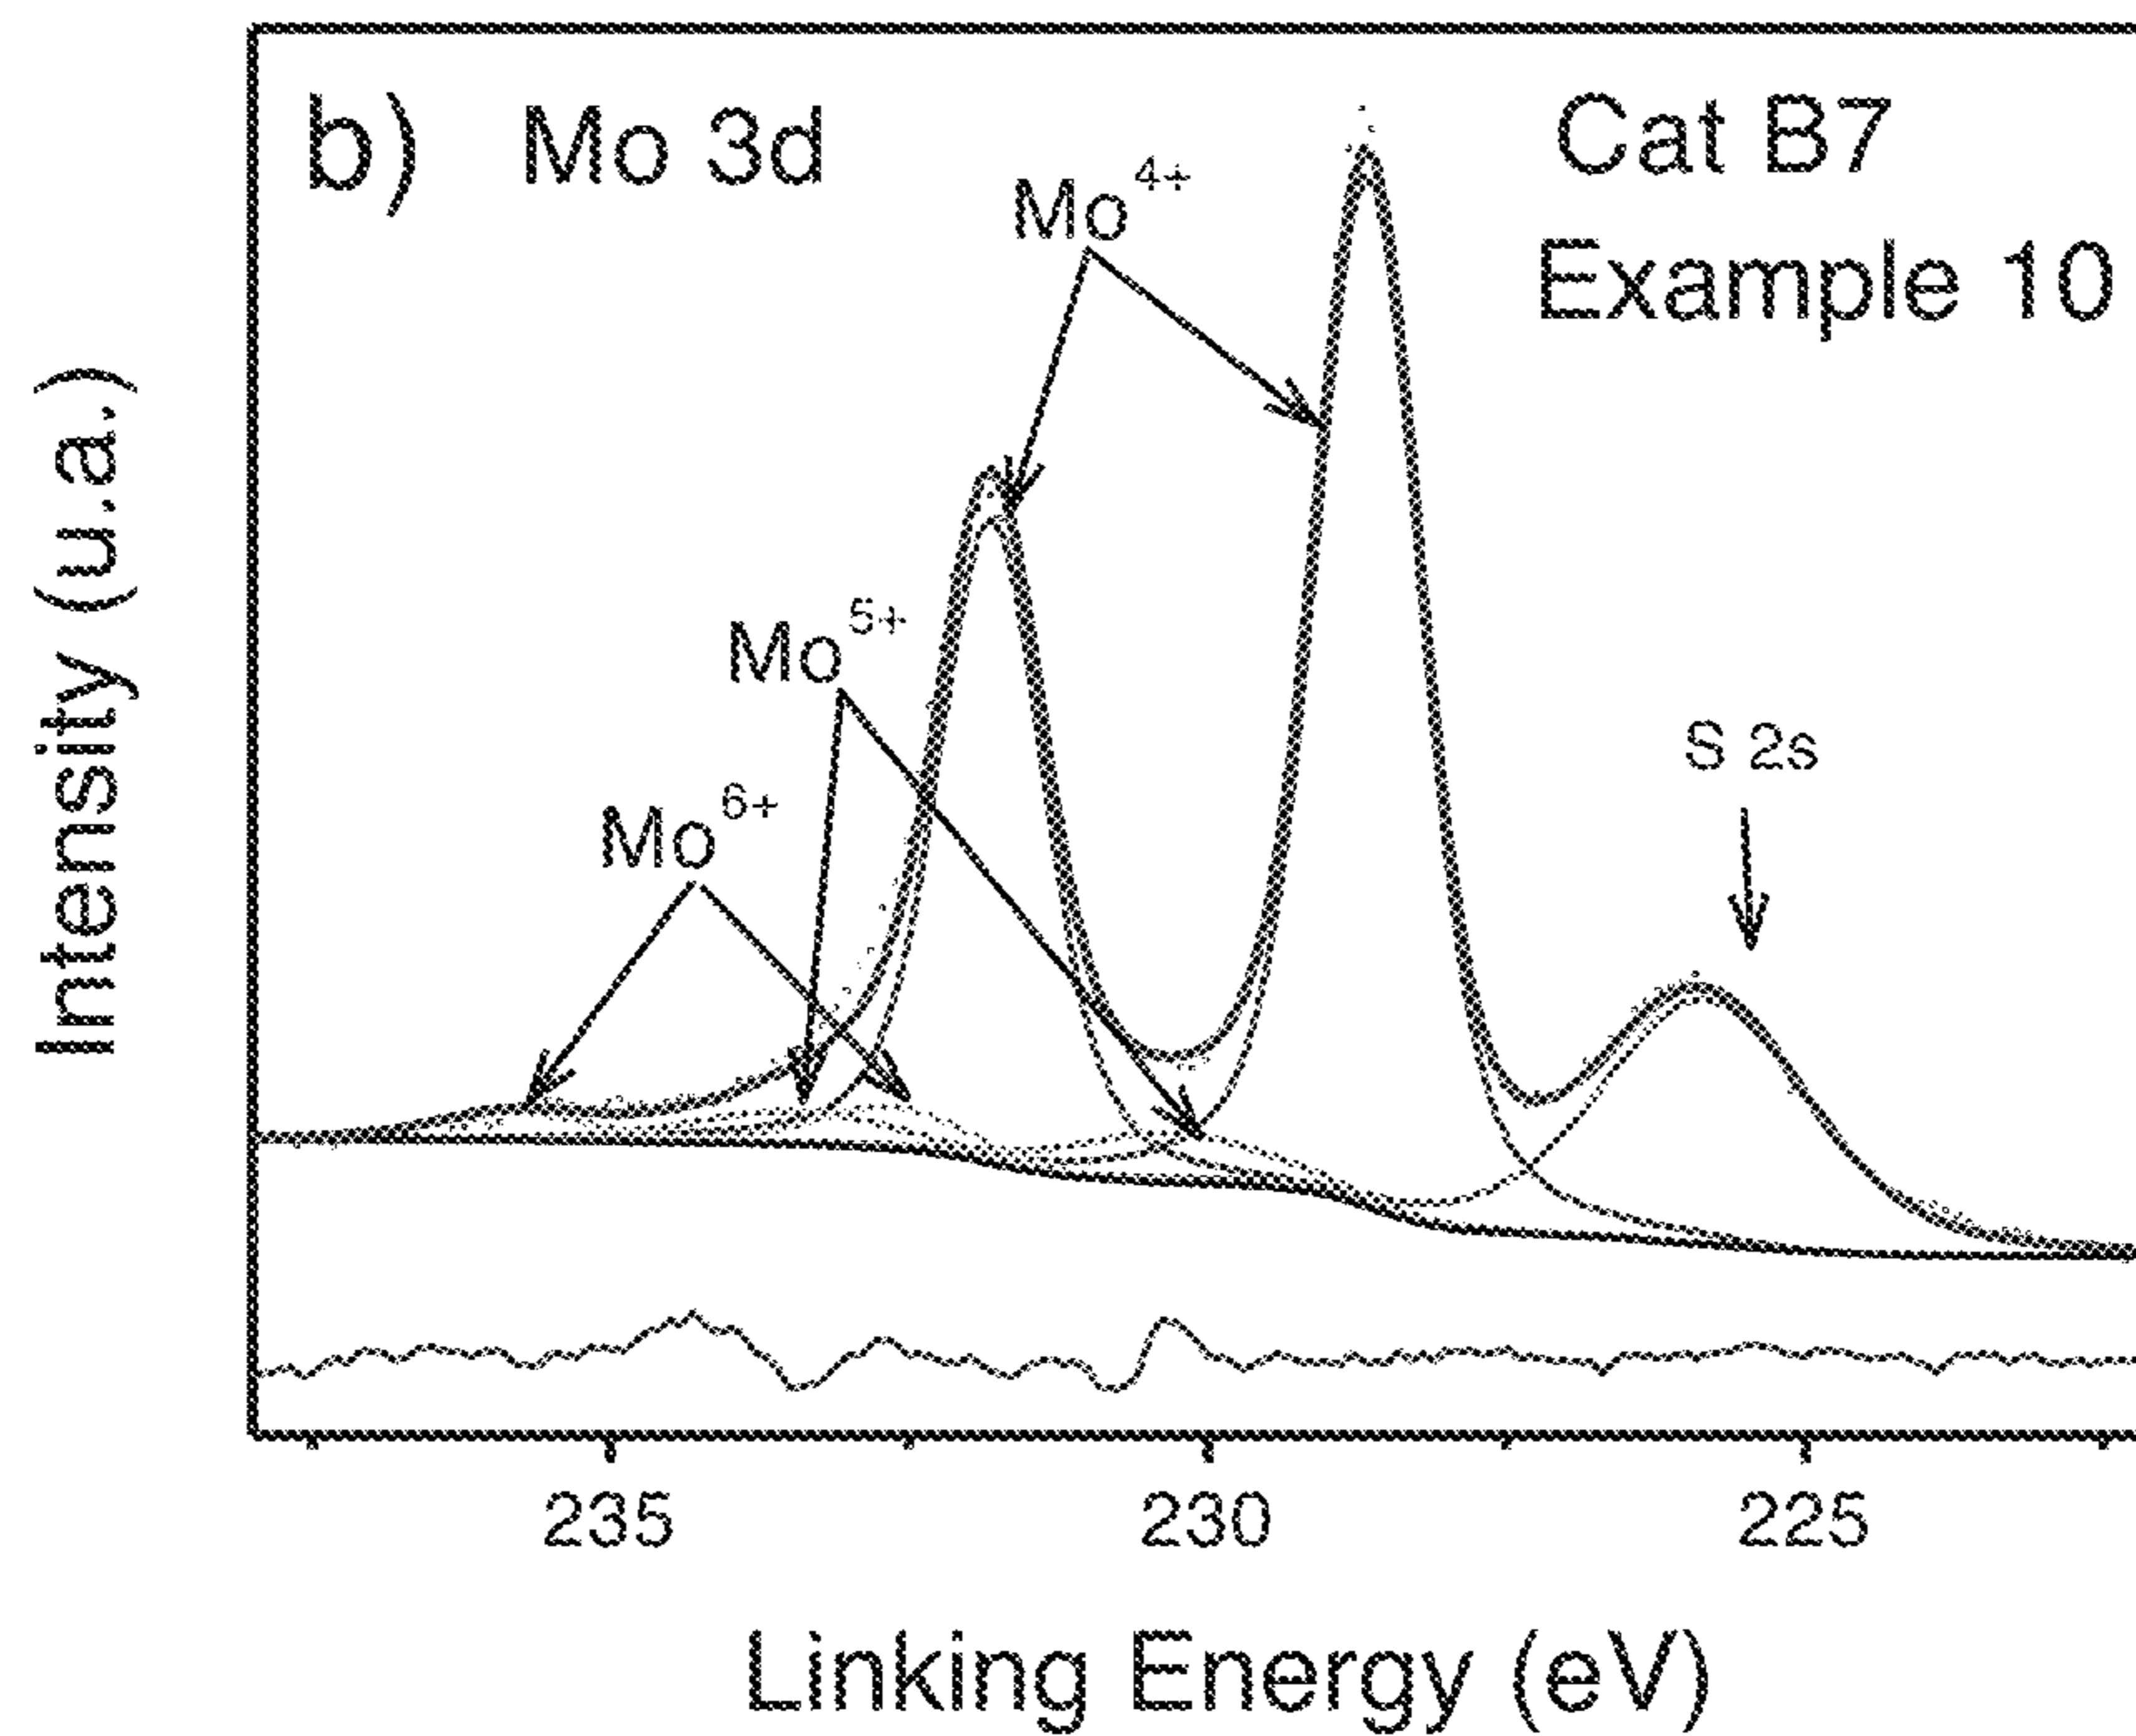 b) Mo 3d
Cat B7
Example 10
Mo4+
Mo5+
Mo6+
S 2s
Intensity (u.a.)
235 230 225
Linking Energy (eV)